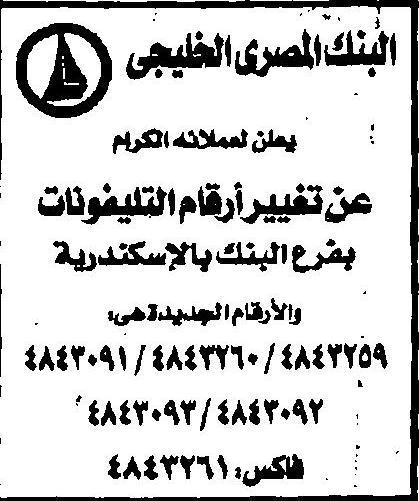 البنك المصرى الخليجى
يعلن لعملائه الكرام
عن تغيير أرقام التليفونات
بفرع البنك بالإسكندرية
والأرقام الجديدة هى:
٤٨٤٣٢٥٩/ ٤٨٤٣٢٦٠/ ٤٨٤٣٠٩١
٤٨٤٣٠٩٢/ ٤٨٤٣٠٩٣
فاكس: ٤٨٤٣٢٦١